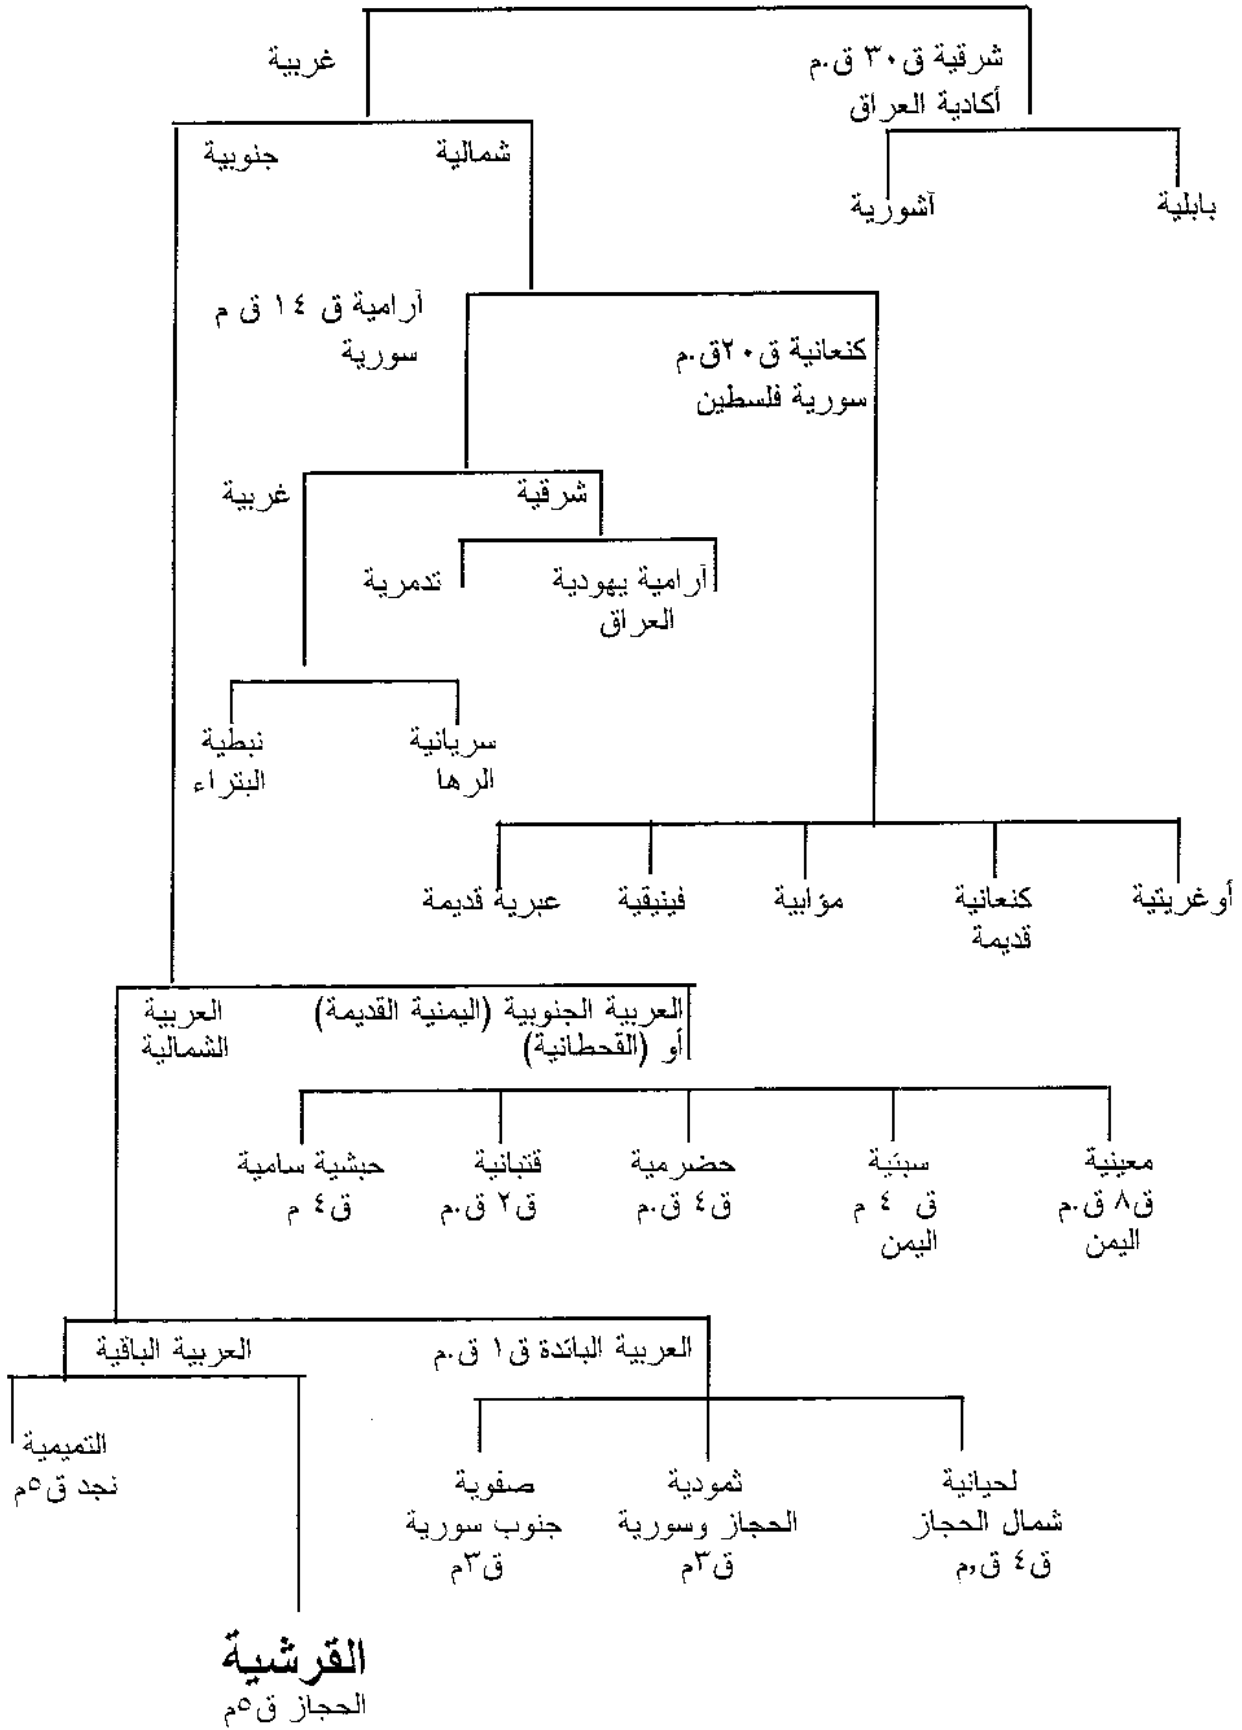 شرقية ق٣٠ ق.م
أكادية العراق
غربية
بابلية
آشورية
شمالية
جنوبية
كنعانية ق٢٠ق.م
سورية فلسطين
آرامية ق ١٤ ق م
سورية
شرقية
غربية
آرامية يهودية
العراق
تدمرية
سريانية
الرها
نبطية
البتراء
أوغريتية
كنعانية
قديمة
مؤابية
فينيقية
عبرية قديمة
العربية الجنوبية (اليمنية القديمة)
أو (القحطانية)
العربية
الشمالية
معينية
ق٨ ق.م
اليمن
سبئية
ق ٤ م
اليمن
حضرمية
ق٤ ق.م
قتبانية
ق٢ ق.م
حبشية سامية
ق٤ م
العربية البائدة ق١ ق.م
العربية الباقية
لحيانية
شمال الحجاز
ق٤ ق,م
ثمودية
الحجاز وسورية
ق٣م
صفوية
جنوب سورية
ق٣م
التميمية
نجد ق٥م
القرشية
الحجاز ق٥م